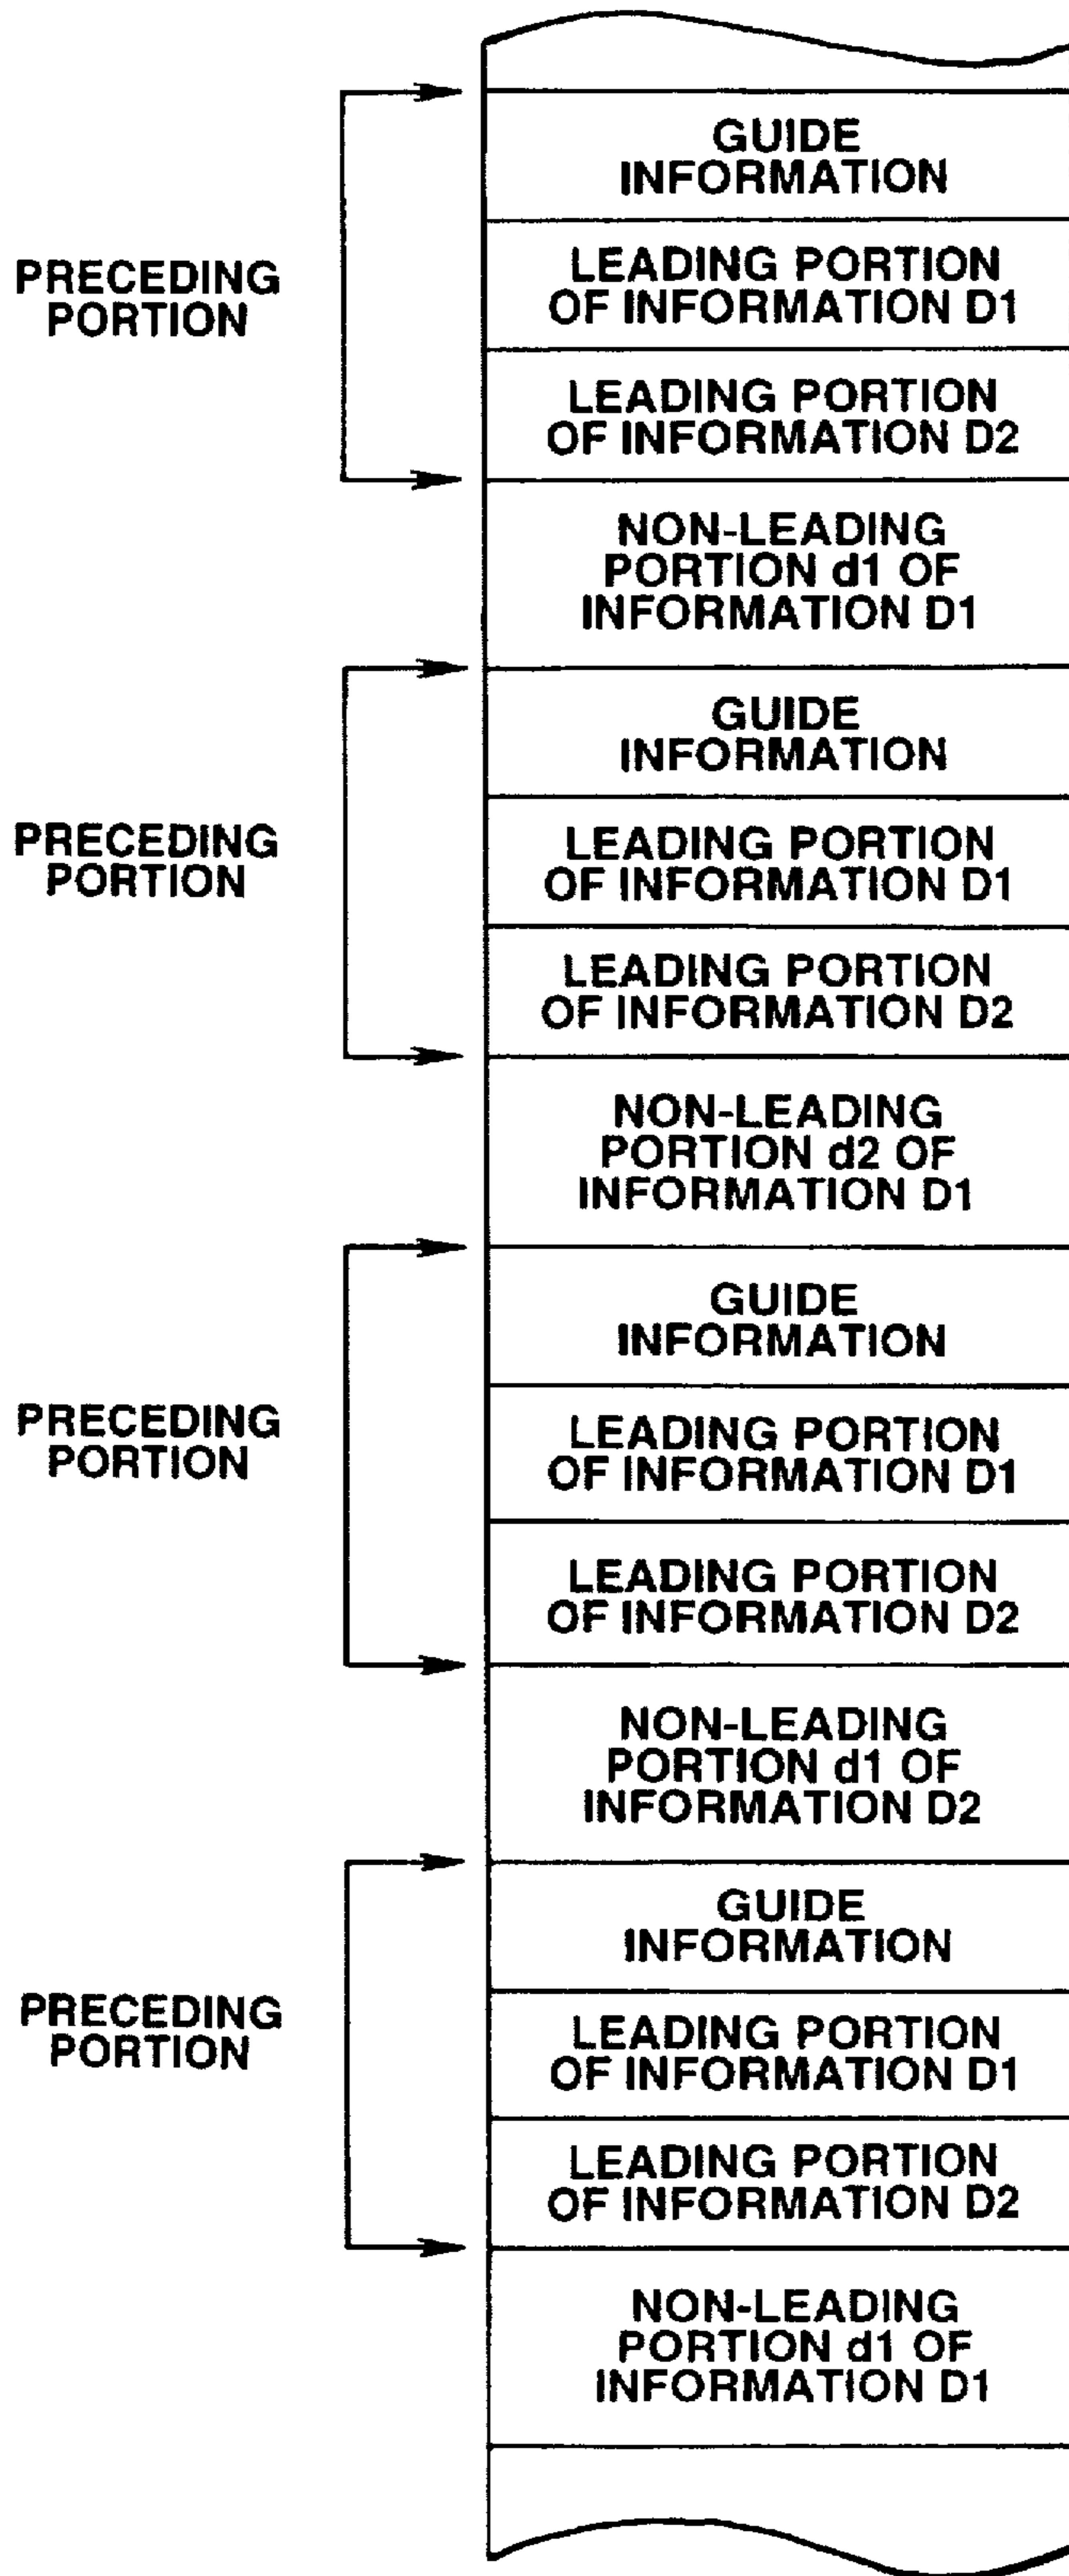 GUIDE
INFORMATION
PRECEDING
PORTION
LEADING PORTION
OF INFORMATION D1
LEADING PORTION
OF INFORMATION D2
NON-LEADING
PORTION d1 OF
INFORMATION D1
GUIDE
INFORMATION
PRECEDING
PORTION
LEADING PORTION
OF INFORMATION D1
LEADING PORTION
OF INFORMATION D2
NON-LEADING
PORTION d2 OF
INFORMATION D1
GUIDE
INFORMATION
PRECEDING
PORTION
LEADING PORTION
OF INFORMATION D1
LEADING PORTION
OF INFORMATION D2
NON-LEADING
PORTION d1 OF
INFORMATION D2
GUIDE
INFORMATION
PRECEDING
PORTION
LEADING PORTION
OF INFORMATION D1
LEADING PORTION
OF INFORMATION D2
NON-LEADING
PORTION d1 OF
INFORMATION D1